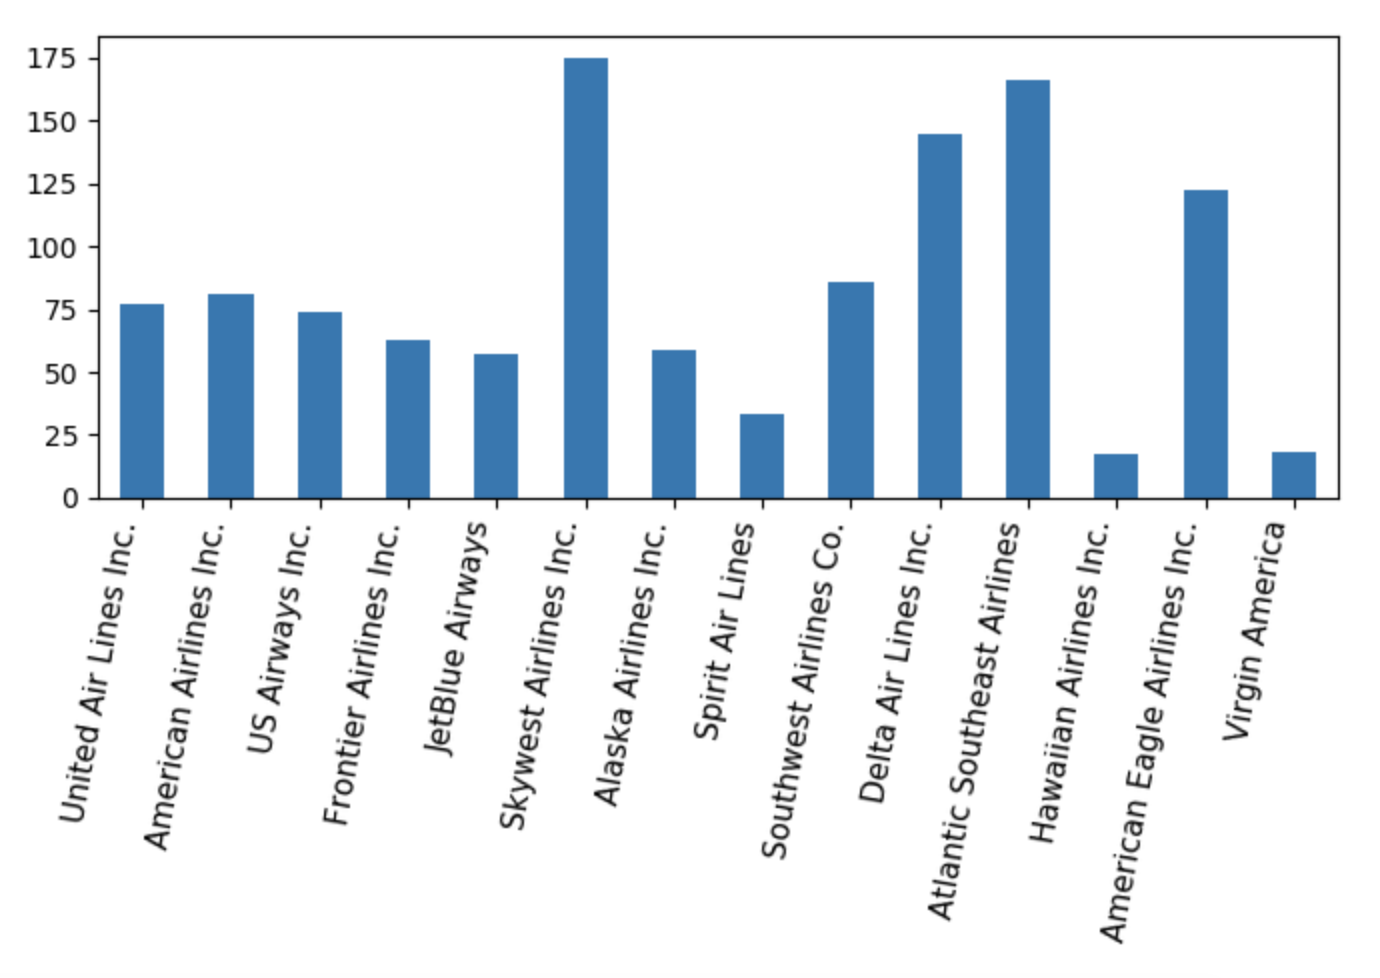 175
150
125
100
75
50
25
0
United Air Lines Inc.
American Airlines Inc.
US Airways Inc.
Frontier Airlines Inc.
JetBlue Airways
Skywest Airlines Inc.
Alaska Airlines Inc.
Spirit Air Lines
Southwest Airlines Co.
Delta Air Lines Inc.
Atlantic Southeast Airlines
Hawaiian Airlines Inc.
American Eagle Airlines Inc.
Virgin America